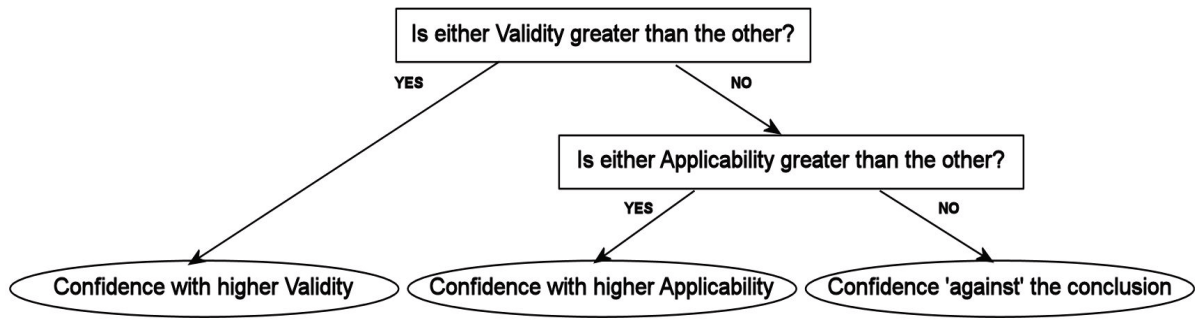 Is either Validity greater than the other?
YES
NO
Is either Applicability greater than the other?
YES
NO
Confidence with higher Validity
Confidence with higher Applicability
Confidence 'against' the conclusion